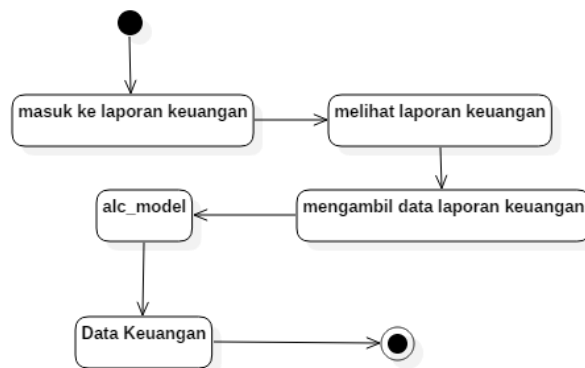 masuk ke laporan keuangan
melihat laporan keuangan
mengambil data laporan keuangan
alc_model
Data Keuangan